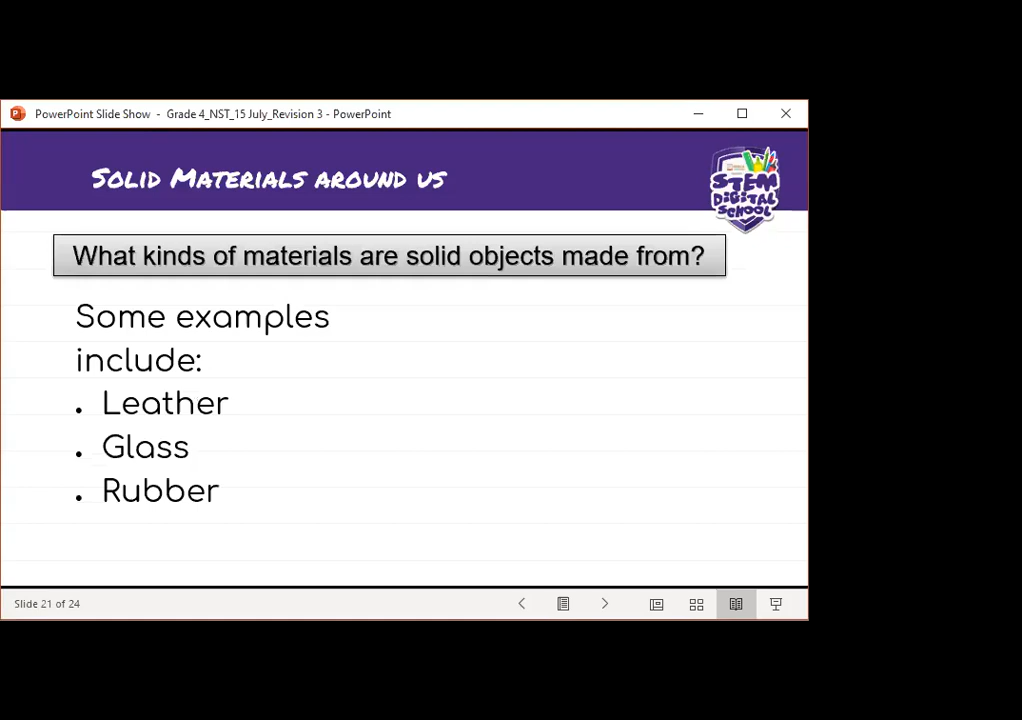 PowerPoint Slide Show - Grade 4_NST_15 July_Revision 3 - PowerPoint
Solid Materials around us
STEM
DIGITAL
SCHOOL
What kinds of materials are solid objects made from?
Some examples
include:
• Leather
• Glass
• Rubber
Slide 21 of 24